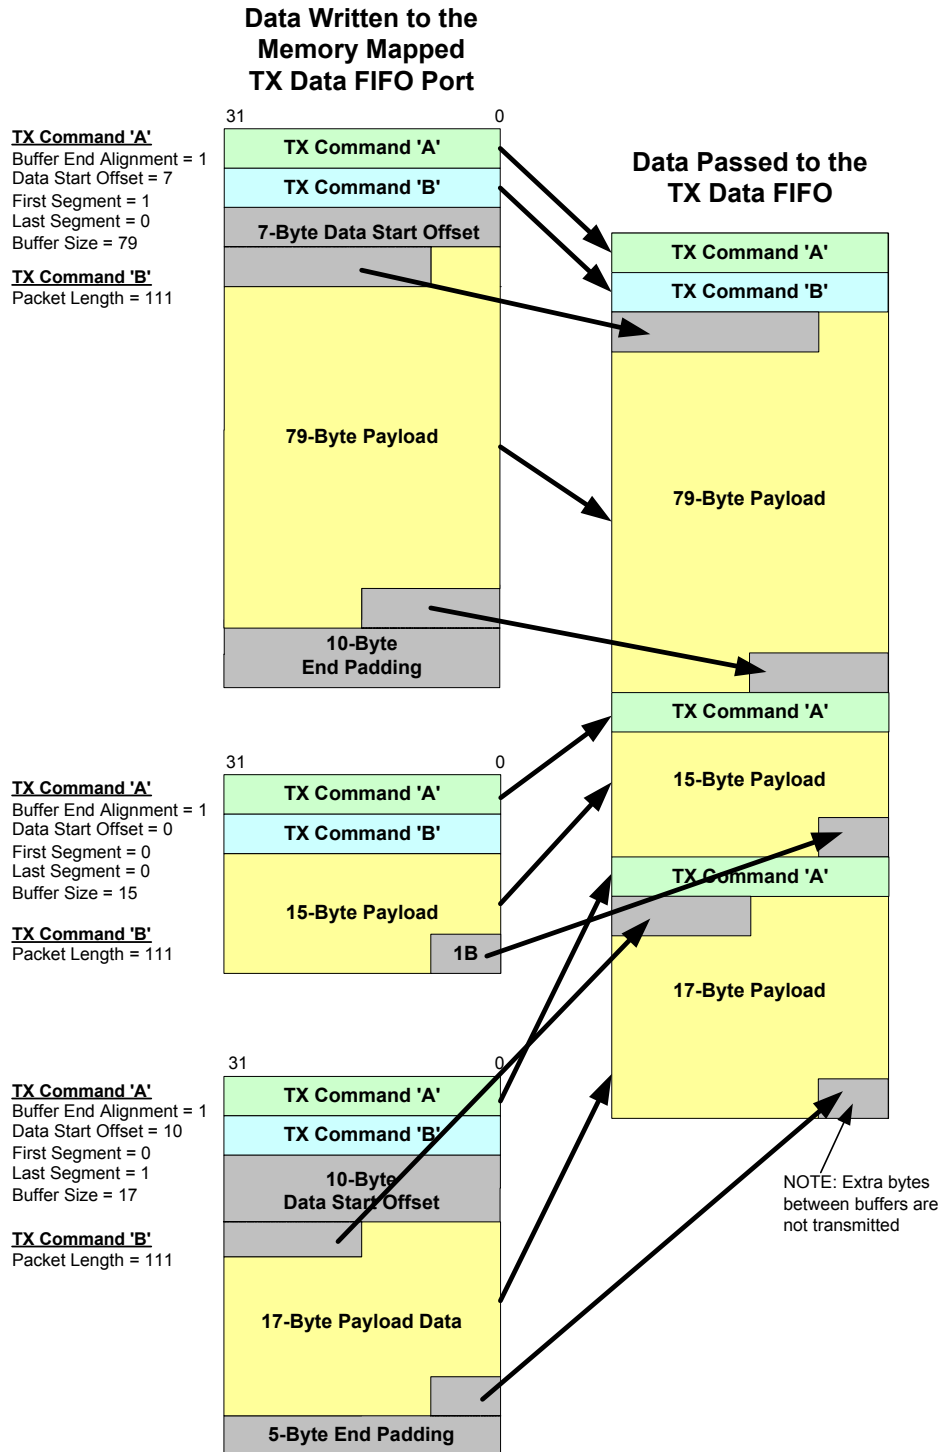 Data Written to the
Memory Mapped
TX Data FIFO Port
31 0
TX Command 'A'
Buffer End Alignment = 1
Data Start Offset = 7
First Segment = 1
Last Segment = 0
Buffer Size = 79
TX Command 'B'
Packet Length = 111
TX Command 'A'
TX Command 'B'
7-Byte Data Start Offset
79-Byte Payload
10-Byte
End Padding
Data Passed to the
TX Data FIFO
TX Command 'A'
TX Command 'B'
79-Byte Payload
TX Command 'A'
15-Byte Payload
TX Command 'A'
17-Byte Payload
NOTE: Extra bytes
between buffers are
not transmitted
31 0
TX Command 'A'
Buffer End Alignment = 1
Data Start Offset = 0
First Segment = 0
Last Segment = 0
Buffer Size = 15
TX Command 'B'
Packet Length = 111
TX Command 'A'
TX Command 'B'
15-Byte Payload
1B
31 0
TX Command 'A'
Buffer End Alignment = 1
Data Start Offset = 10
First Segment = 0
Last Segment = 1
Buffer Size = 17
TX Command 'B'
Packet Length = 111
TX Command 'A'
TX Command 'B'
10-Byte
Data Start Offset
17-Byte Payload Data
5-Byte End Padding